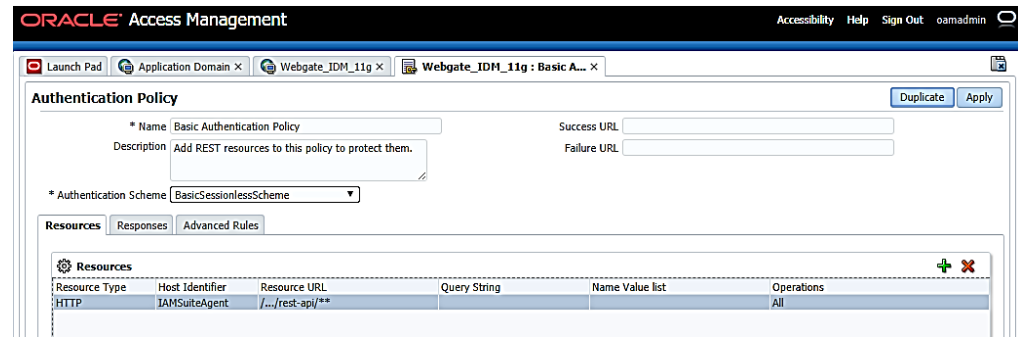 ORACLE Access Management
Accessibility Help Sign Out oamadmin
Launch Pad Application Domain × Webgate_IDM_11g × Webgate_IDM_11g : Basic A... ×
Authentication Policy Duplicate Apply
* Name Basic Authentication Policy Success URL
Description Add REST resources to this policy to protect them. Failure URL
* Authentication Scheme BasicSessionlessScheme
Resources Responses Advanced Rules
Resources
Resource Type Host Identifier Resource URL Query String Name Value list Operations
HTTP IAMSuiteAgent /.../rest-api/** All